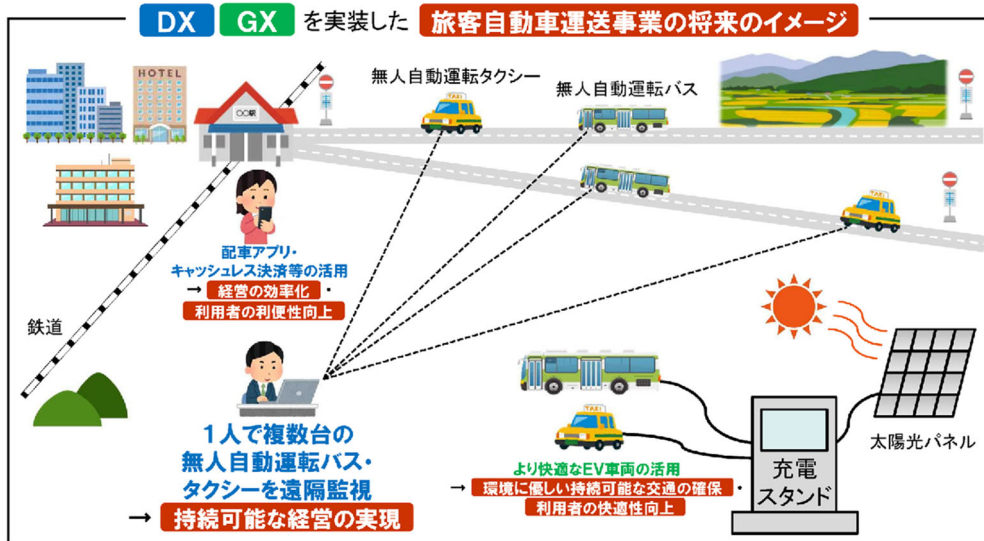 DX GX を実装した 旅客自動車運送事業の将来のイメージ
HOTEL
〇〇駅
無人自動運転タクシー
無人自動運転バス
TAXI
TAXI
配車アプリ・
キャッシュレス決済等の活用
→ 経営の効率化・
利用者の利便性向上
鉄道
1人で複数台の
無人自動運転バス・
タクシーを遠隔監視
→ 持続可能な経営の実現
TAXI
より快適なEV車両の活用
→ 環境に優しい持続可能な交通の確保・
利用者の快適性向上
充電
スタンド
太陽光パネル